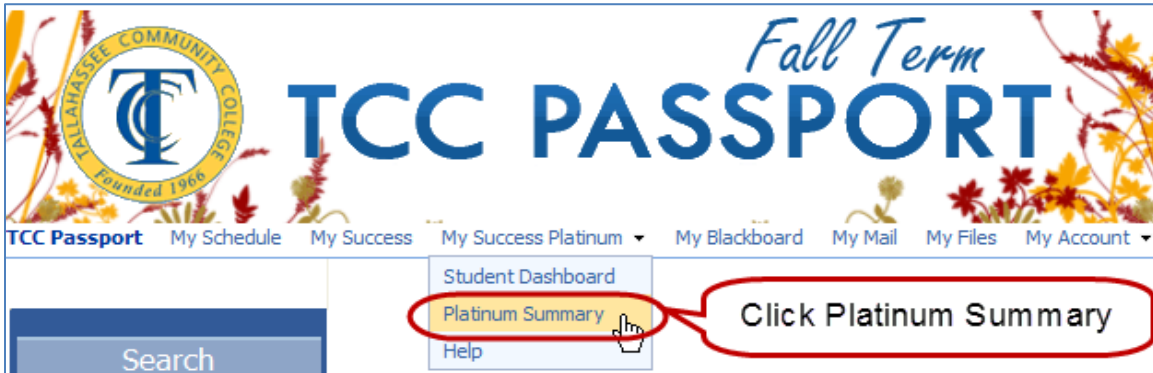 TALLAHASSEE COMMUNITY COLLEGE
Founded 1966
TCC
Fall Term
TCC PASSPORT
TCC Passport My Schedule My Success My Success Platinum My Blackboard My Mail My Files My Account
Student Dashboard
Platinum Summary
Help
Click Platinum Summary
Search